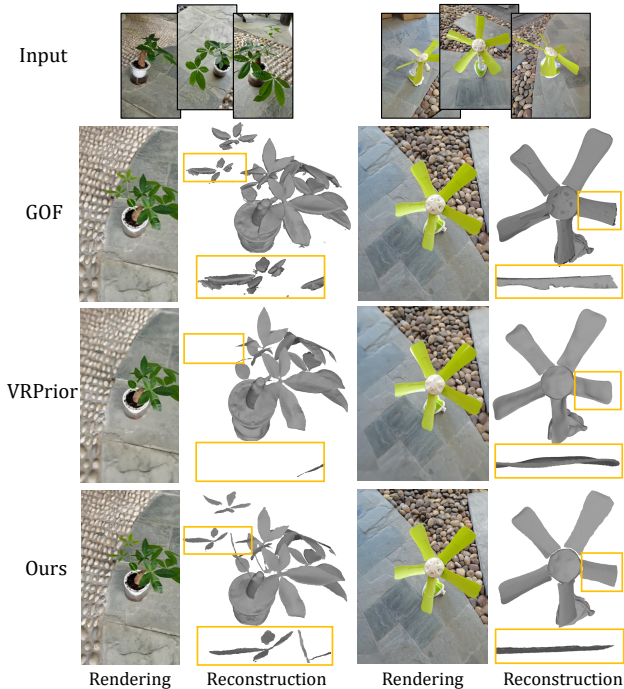 Input
GOF
VRPrior
Ours
Rendering Reconstruction Rendering Reconstruction